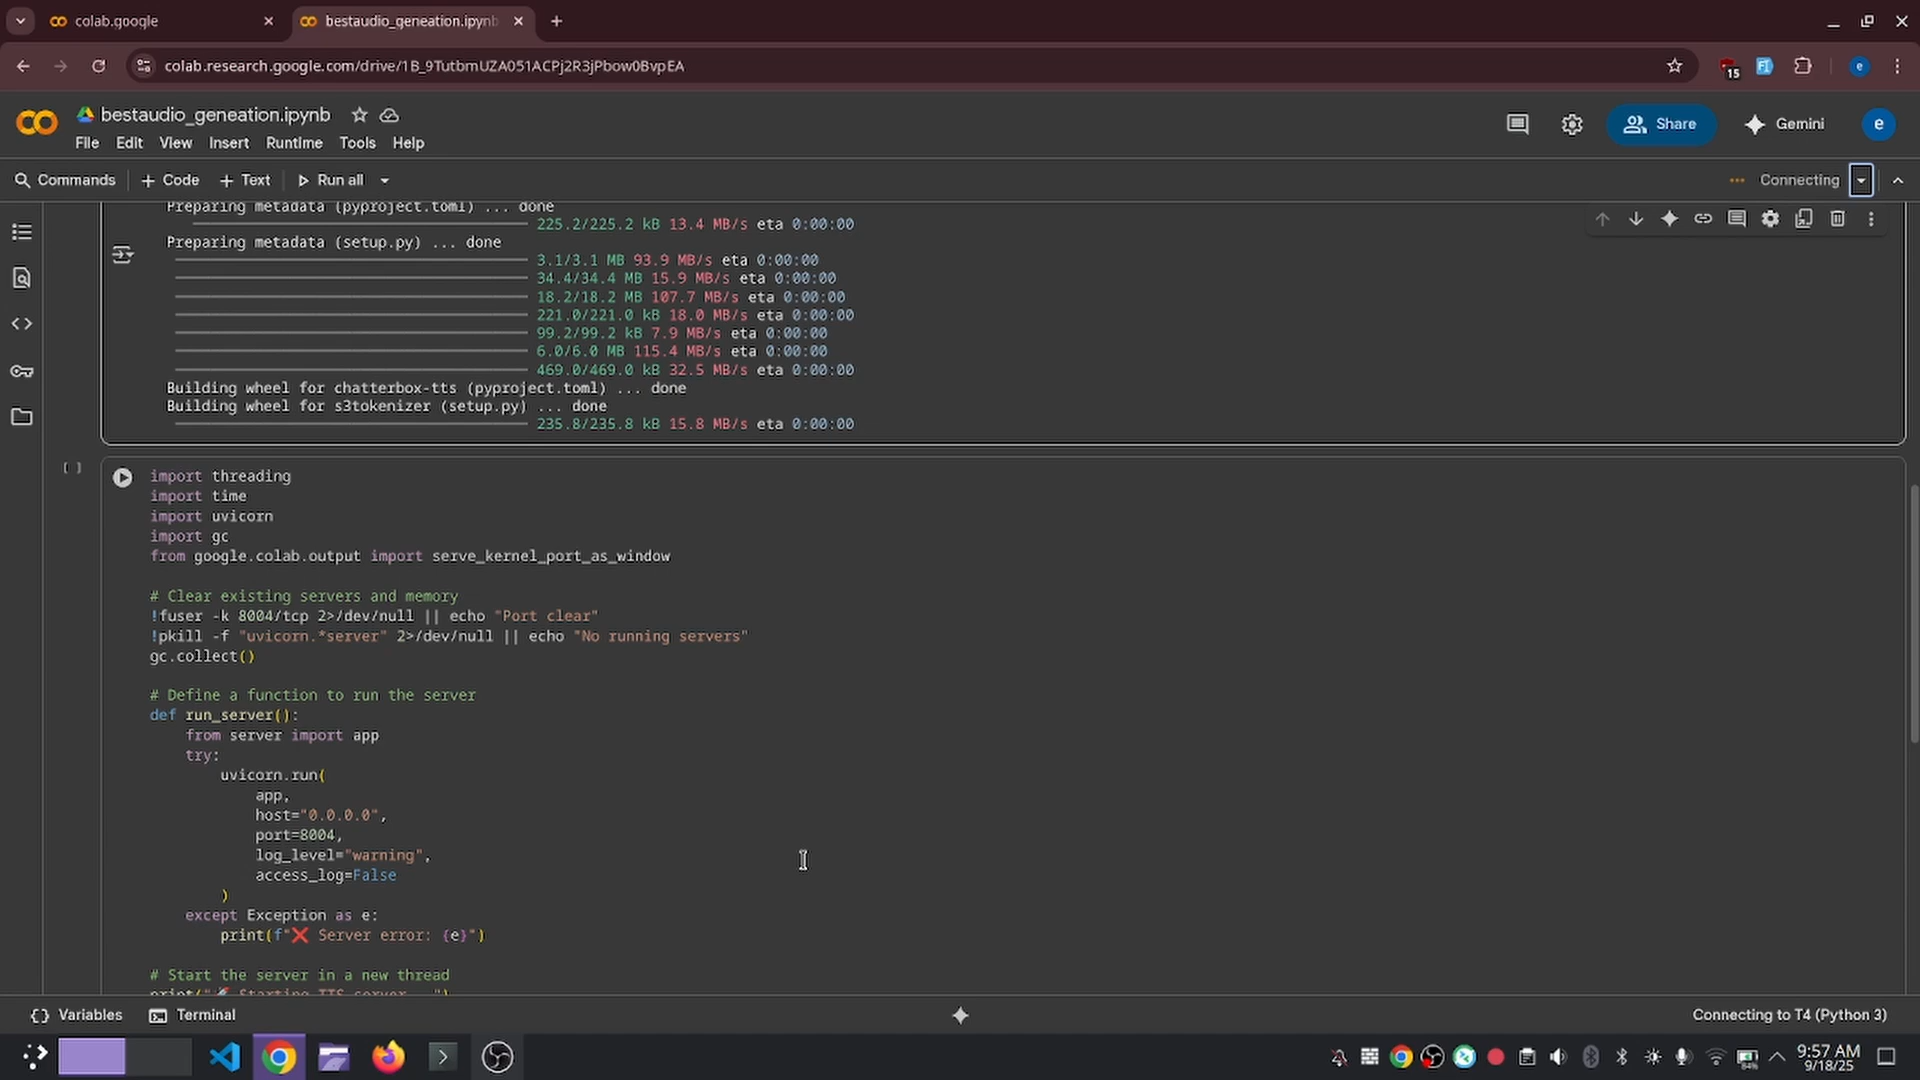 colab.google
bestaudio_geneation.ipynb
colab.research.google.com/drive/1B_9TutbmUZA051ACPj2R3jPbow0BvpEA
15
e
bestaudio_geneation.ipynb
Share
Gemini
e
File Edit View Insert Runtime Tools Help
Commands + Code + Text Run all
Connecting
Preparing metadata (pyproject.toml) ... done
225.2/225.2 kB 13.4 MB/s eta 0:00:00
Preparing metadata (setup.py) ... done
3.1/3.1 MB 93.9 MB/s eta 0:00:00
34.4/34.4 MB 15.9 MB/s eta 0:00:00
18.2/18.2 MB 107.7 MB/s eta 0:00:00
221.0/221.0 kB 18.0 MB/s eta 0:00:00
99.2/99.2 kB 7.9 MB/s eta 0:00:00
6.0/6.0 MB 115.4 MB/s eta 0:00:00
469.0/469.0 kB 32.5 MB/s eta 0:00:00
Building wheel for chatterbox-tts (pyproject.toml) ... done
Building wheel for s3tokenizer (setup.py) ... done
235.8/235.8 kB 15.8 MB/s eta 0:00:00
[ ]
import threading
import time
import uvicorn
import gc
from google.colab.output import serve_kernel_port_as_window
# Clear existing servers and memory
!fuser -k 8004/tcp 2>/dev/null || echo "Port clear"
!pkill -f "uvicorn.*server" 2>/dev/null || echo "No running servers"
gc.collect()
# Define a function to run the server
def run_server():
from server import app
try:
uvicorn.run(
app,
host="0.0.0.0",
port=8004,
log_level="warning",
access_log=False
)
except Exception as e:
print(f"❌ Server error: {e}")
# Start the server in a new thread
print("🚀 Starting TTS server...")
{} Variables Terminal
Connecting to T4 (Python 3)
84%
9:57 AM
9/18/25